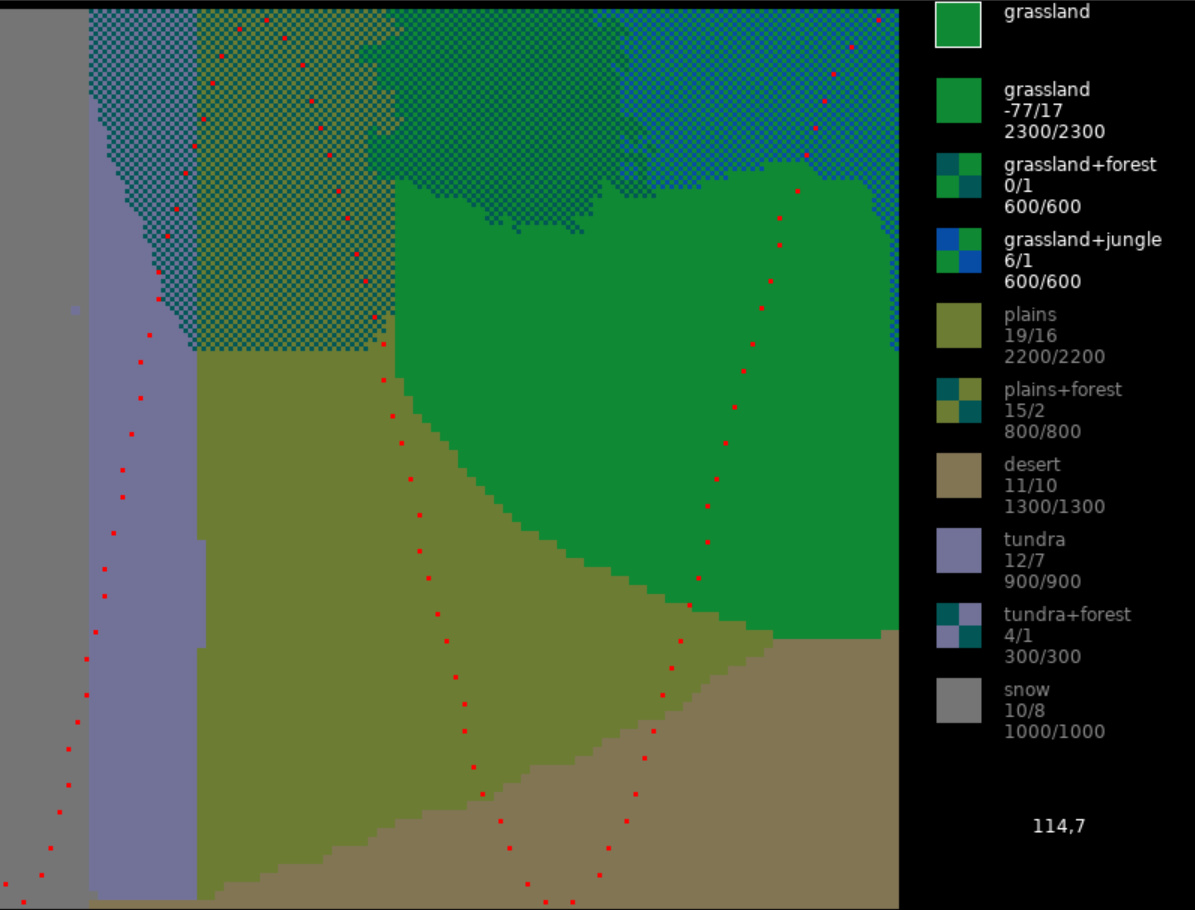 grassland
grassland
-77/17
2300/2300
grassland+forest
0/1
600/600
grassland+jungle
6/1
600/600
plains
19/16
2200/2200
plains+forest
15/2
800/800
desert
11/10
1300/1300
tundra
12/7
900/900
tundra+forest
4/1
300/300
snow
10/8
1000/1000
114,7